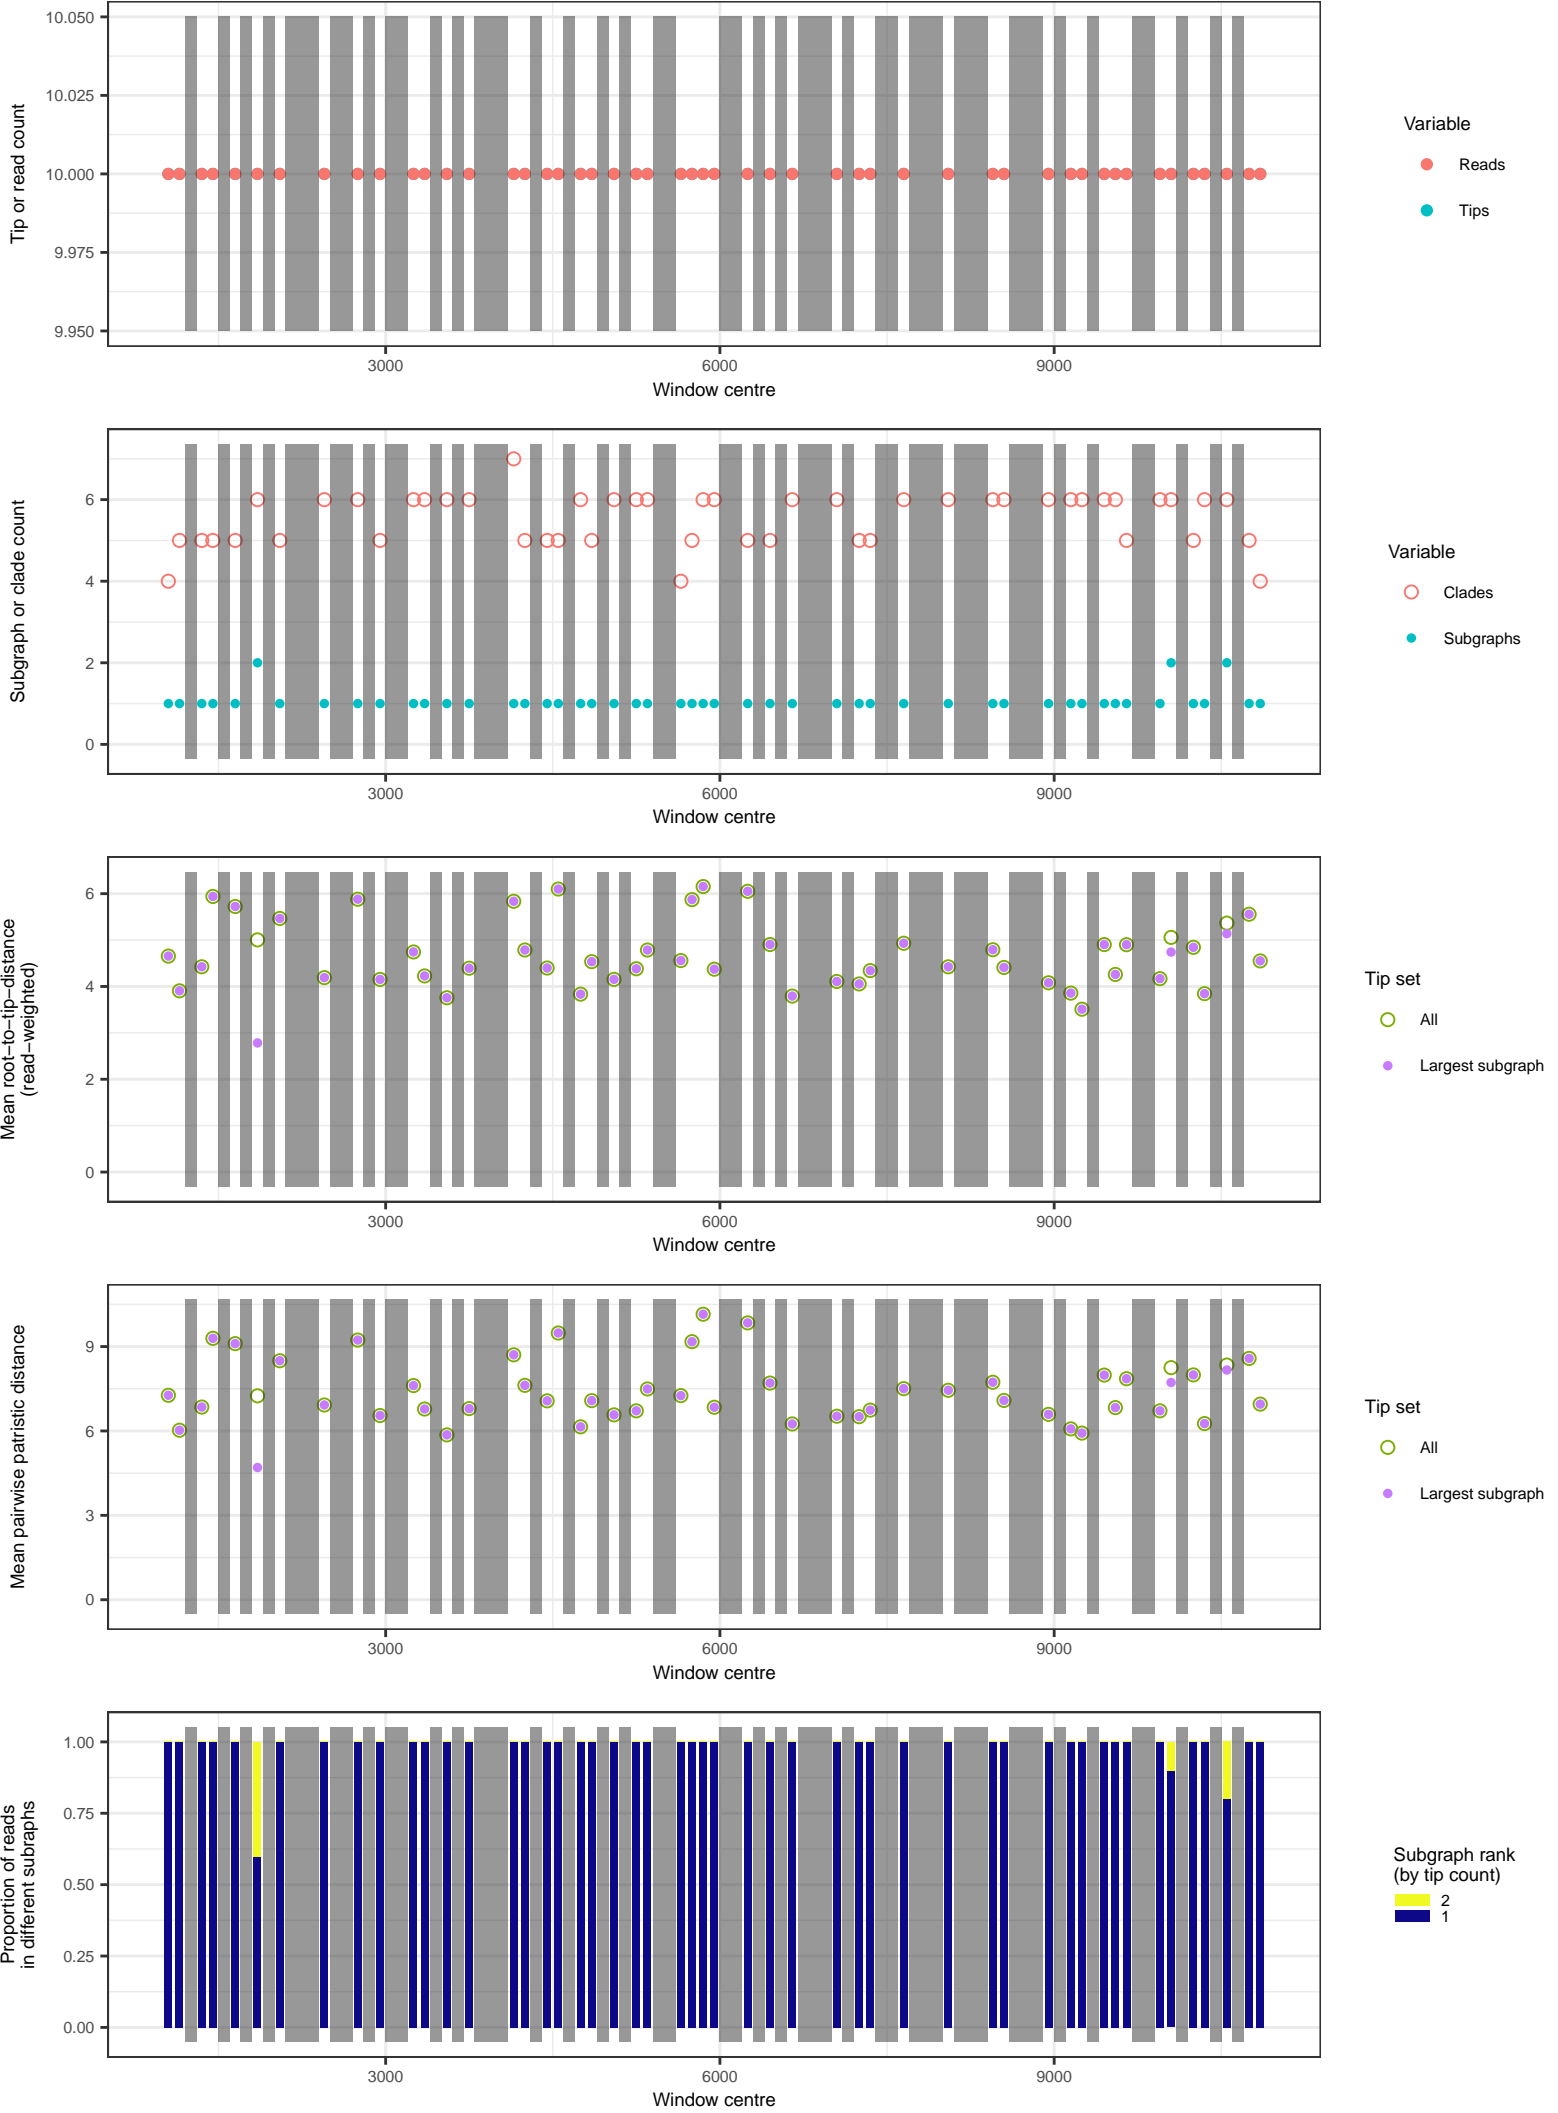 10.050
10.025
10.000
9.975
9.950
Tip or read count
3000
6000
9000
Window centre
Variable
Reads
Tips
6
4
2
0
Subgraph or clade count
3000
6000
9000
Window centre
Variable
Clades
Subgraphs
6
4
2
0
Mean root−to−tip−distance
(read−weighted)
3000
6000
9000
Window centre
Tip set
All
Largest subgraph
9
6
3
0
Mean pairwise patristic distance
3000
6000
9000
Window centre
Tip set
All
Largest subgraph
1.00
0.75
0.50
0.25
0.00
Proportion of reads
in different subraphs
3000
6000
9000
Window centre
Subgraph rank
(by tip count)
2
1